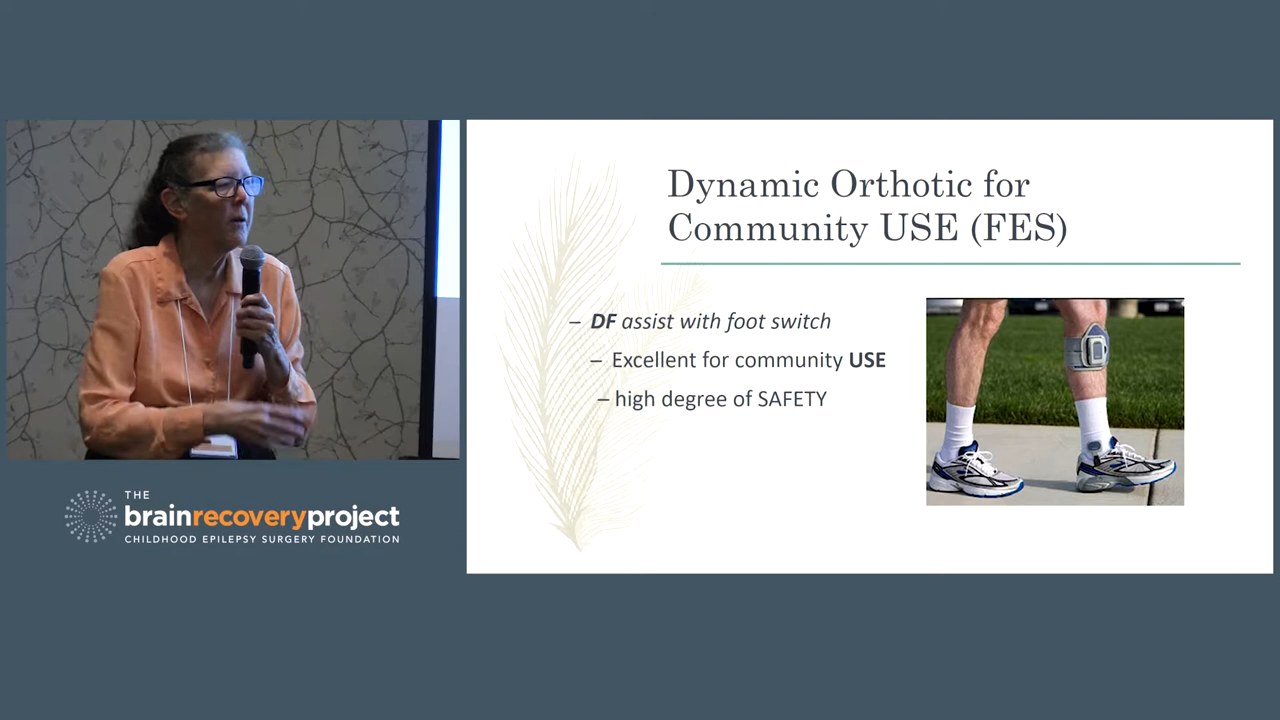 Dynamic Orthotic for
Community USE (FES)
– DF assist with foot switch
– Excellent for community USE
– high degree of SAFETY
THE
brainrecoveryproject
CHILDHOOD EPILEPSY SURGERY FOUNDATION